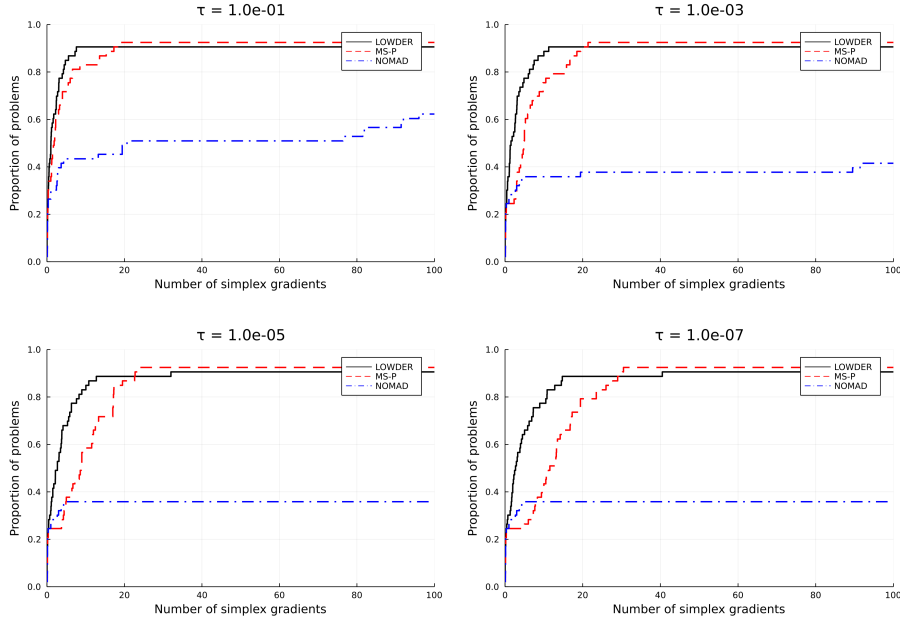 τ = 1.0e-01
1.0
0.8
0.6
0.4
0.2
0.0
Proportion of problems
0 20 40 60 80 100
Number of simplex gradients
LOWDER
MS-P
NOMAD
τ = 1.0e-03
1.0
0.8
0.6
0.4
0.2
0.0
Proportion of problems
0 20 40 60 80 100
Number of simplex gradients
LOWDER
MS-P
NOMAD
τ = 1.0e-05
1.0
0.8
0.6
0.4
0.2
0.0
Proportion of problems
0 20 40 60 80 100
Number of simplex gradients
LOWDER
MS-P
NOMAD
τ = 1.0e-07
1.0
0.8
0.6
0.4
0.2
0.0
Proportion of problems
0 20 40 60 80 100
Number of simplex gradients
LOWDER
MS-P
NOMAD